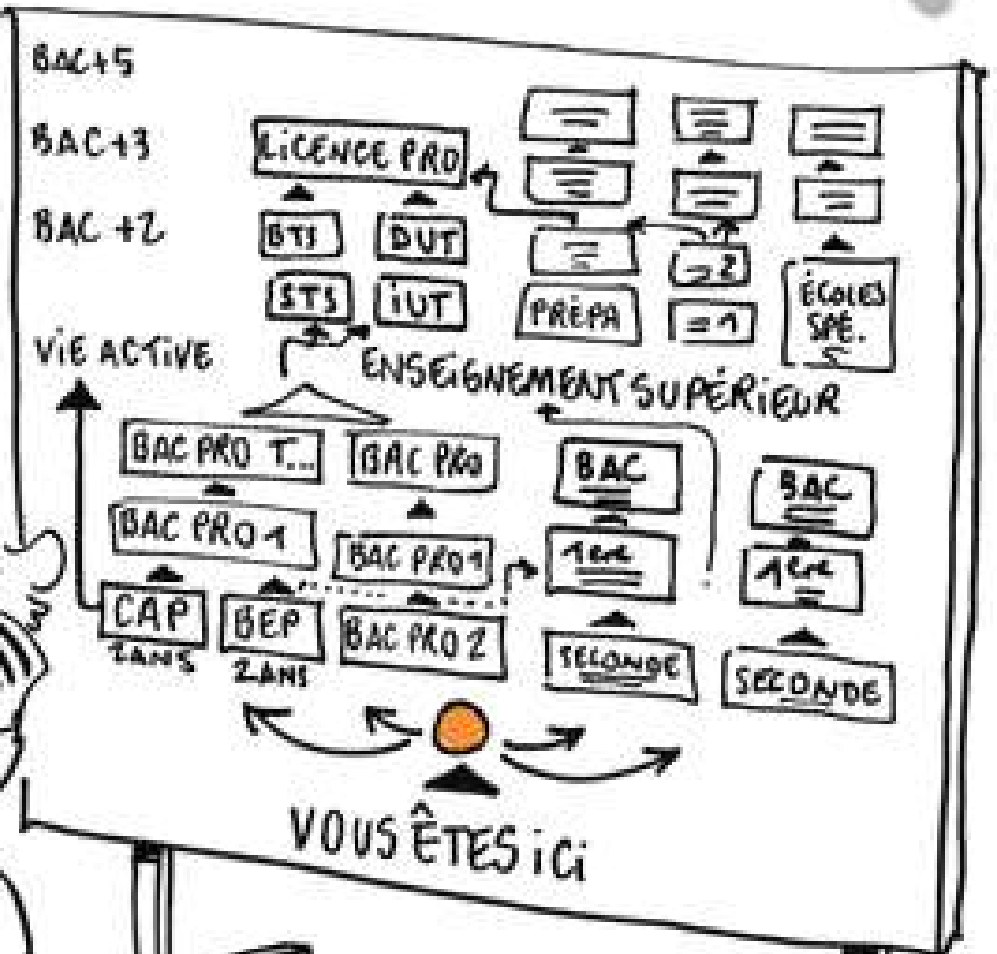 BAC+5
BAC+3
LiCENCE PRO
BAC +2
BTS
DUT
STS
iUT
PRÉPA
= 2
= 1
ÉCOLES
SPÉ.
ViE ACTiVE
ENSEiGNEMENT SUPÉRiEUR
BAC PRO T...
BAC PRO
BAC
BAC
BAC PRO 1
BAC PRO 1
1ère
1ère
CAP
2ANS
BEP
2ANS
BAC PRO 2
SECONDE
SECONDE
VOUS ÊTES iCi